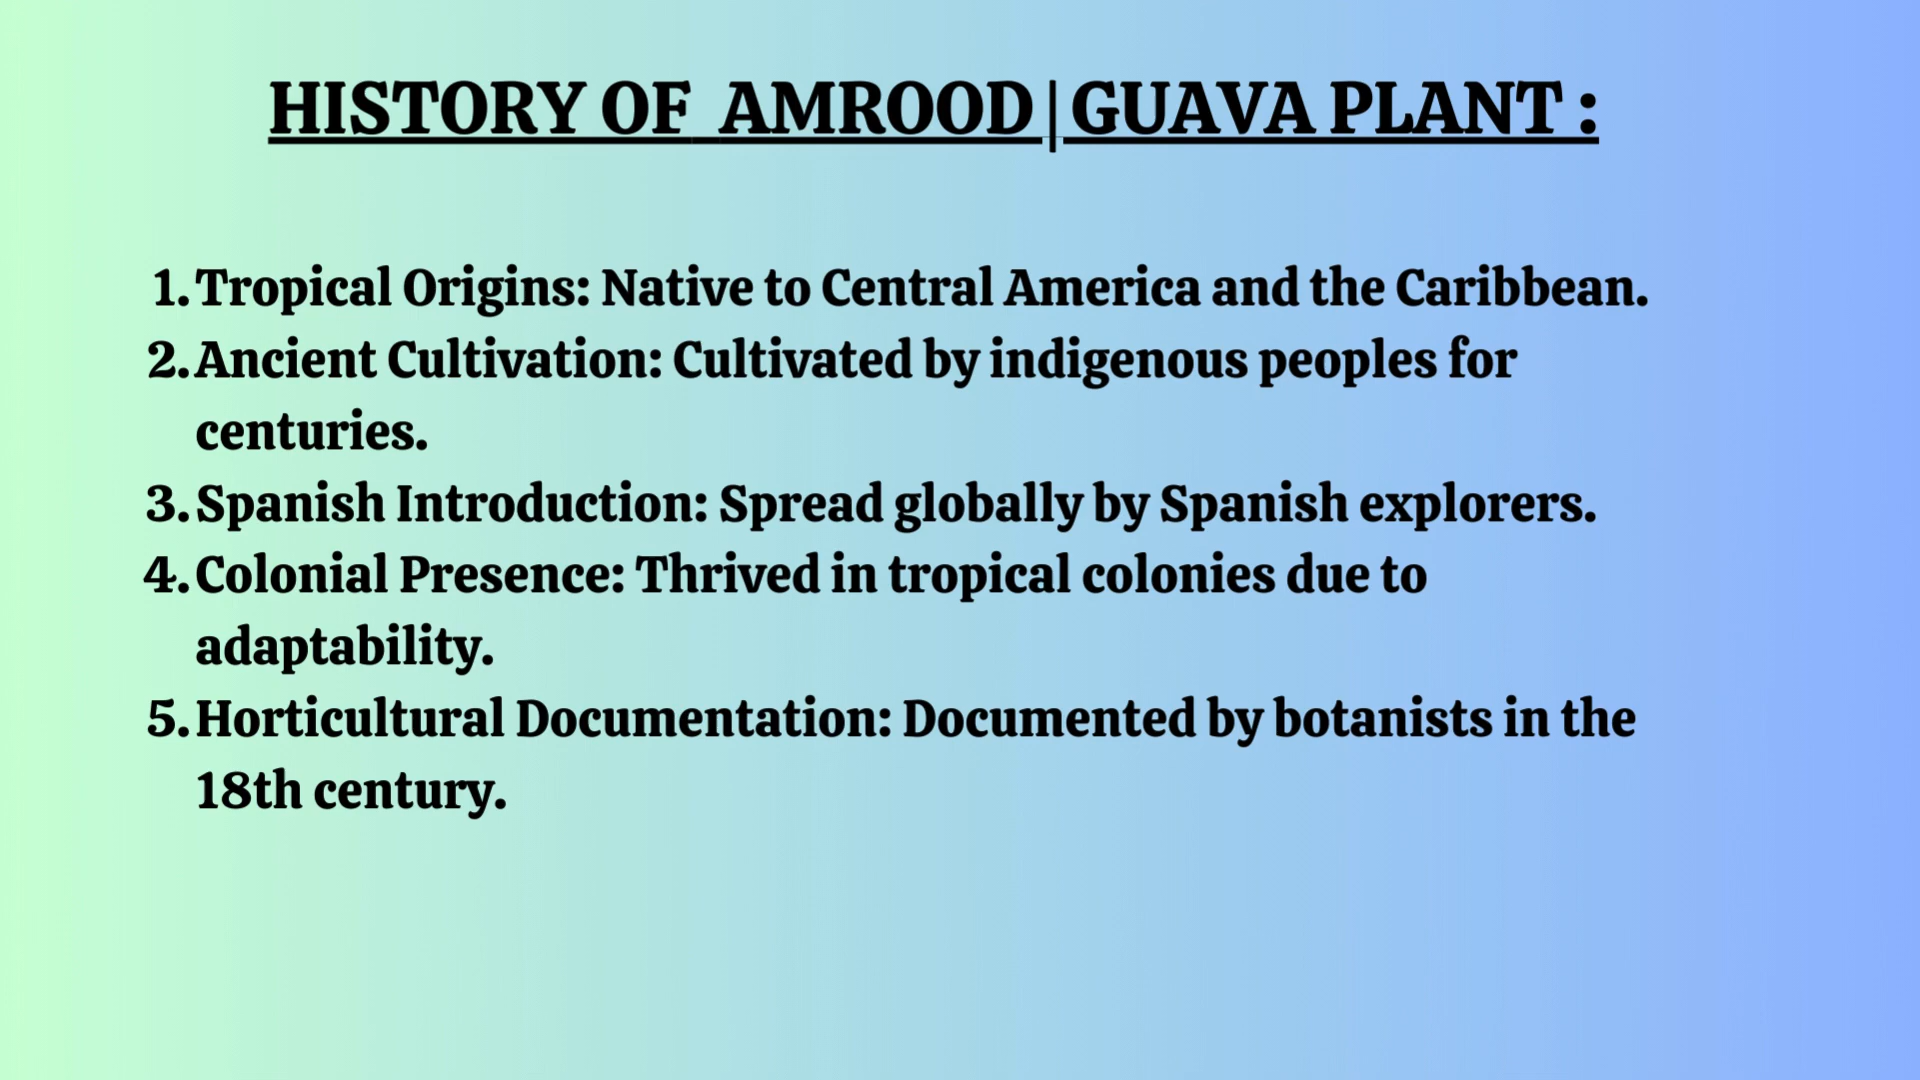 HISTORY OF AMROOD | GUAVA PLANT :
1. Tropical Origins: Native to Central America and the Caribbean.
2. Ancient Cultivation: Cultivated by indigenous peoples for
centuries.
3. Spanish Introduction: Spread globally by Spanish explorers.
4. Colonial Presence: Thrived in tropical colonies due to
adaptability.
5. Horticultural Documentation: Documented by botanists in the
18th century.